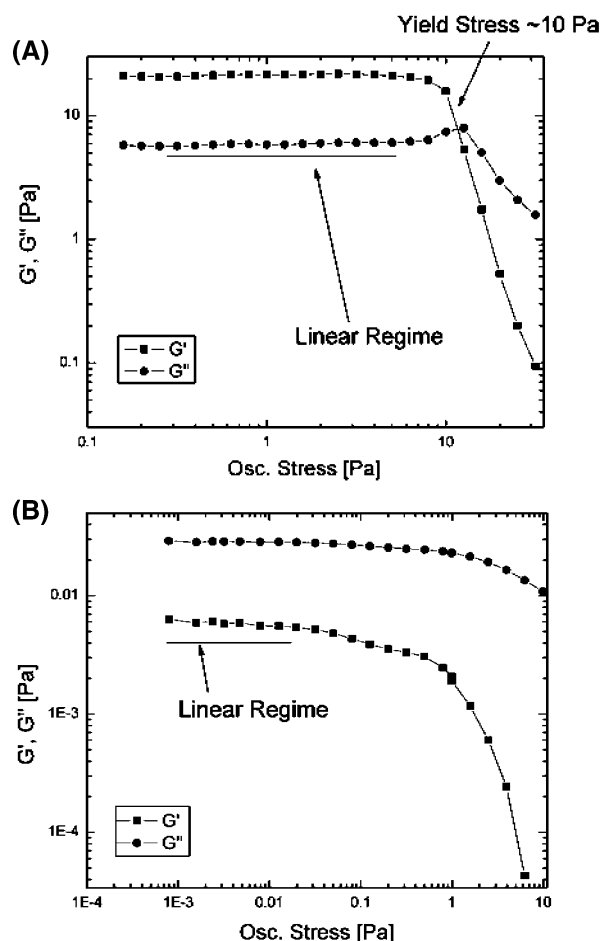 Yield Stress ~10 Pa
(A)
10
1
0.1
G', G" [Pa]
Linear Regime
G'
G"
0.1
1
10
Osc. Stress [Pa]
(B)
0.01
1E-3
1E-4
G', G" [Pa]
Linear Regime
G'
G"
1E-4
1E-3
0.01
0.1
1
10
Osc. Stress [Pa]